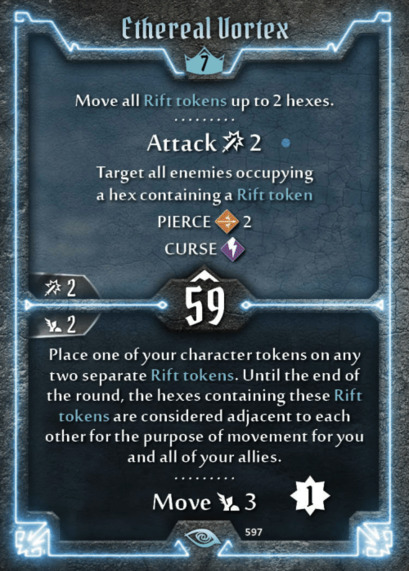 Ethereal Vortex
7
Move all Rift tokens up to 2 hexes.
Attack 2
Target all enemies occupying
a hex containing a Rift token
PIERCE 2
CURSE
2
59
2
Place one of your character tokens on any
two separate Rift tokens. Until the end of
the round, the hexes containing these Rift
tokens are considered adjacent to each
other for the purpose of movement for you
and all of your allies.
Move 3
1
597